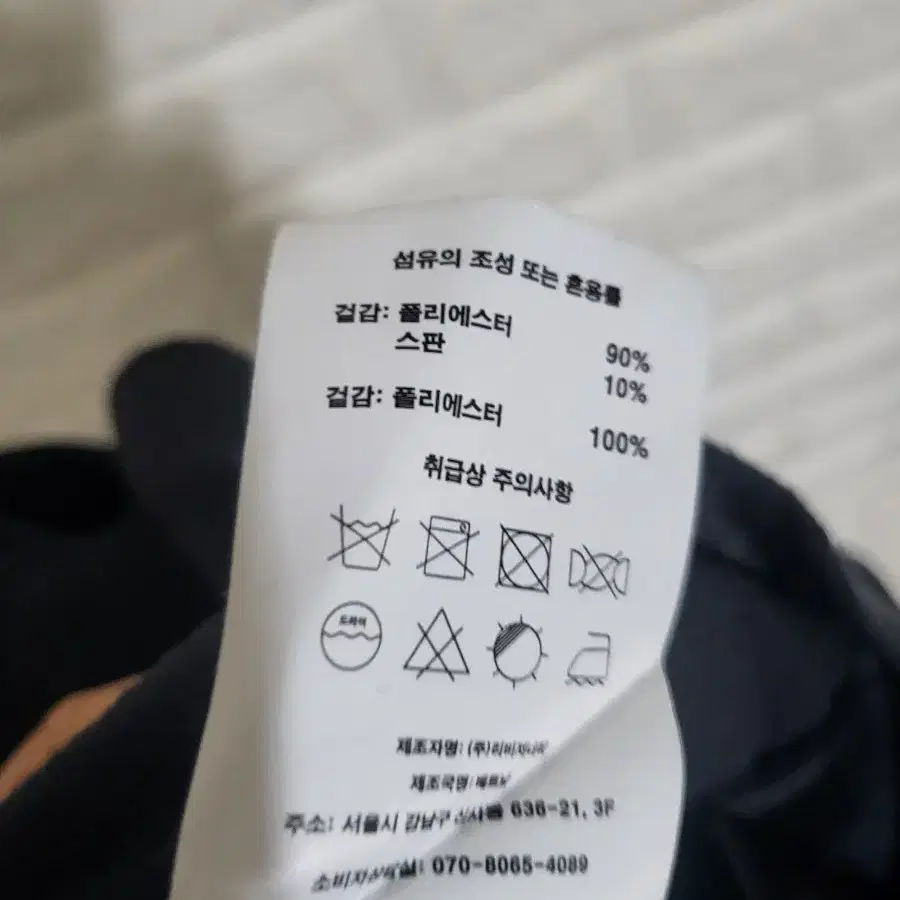 섬유의 조성 또는 혼용률
겉감: 폴리에스터 90%
스판 10%
겉감: 폴리에스터 100%
취급상 주의사항
드라이
제조자명: (주)
제조국명:
주소: 서울시 강남구 636-21, 3F
070-8065-4089